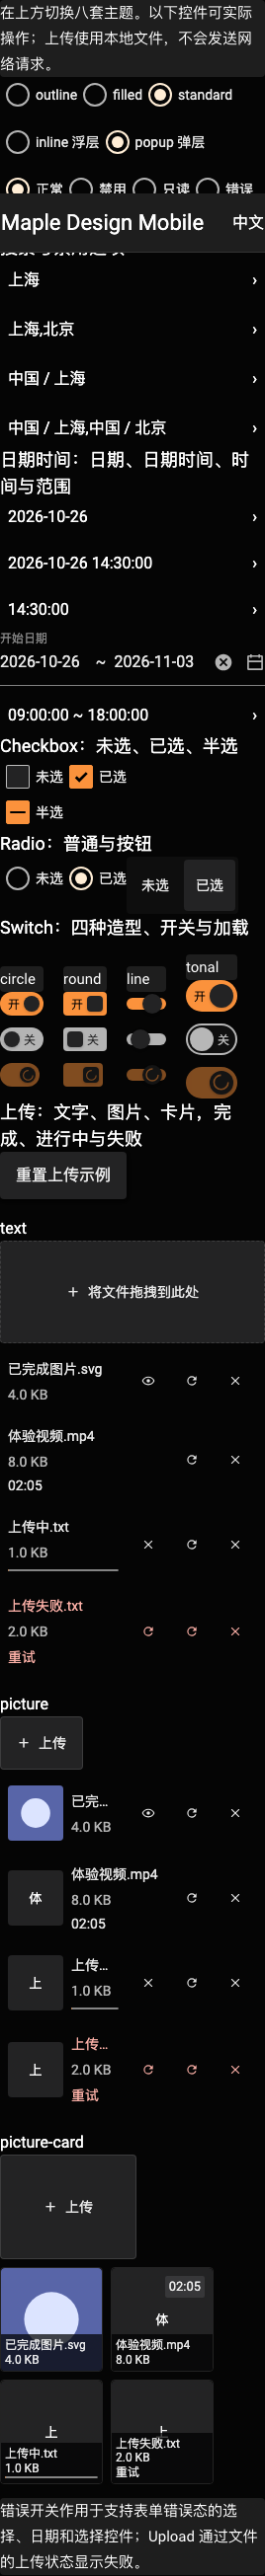 在上方切换八套主题。以下控件可实际
操作；上传使用本地文件，不会发送网
络请求。
outline filled standard
inline 浮层 popup 弹层
正常 禁用 只读 错误
Maple Design Mobile 中文
上海 ›
上海,北京 ›
中国 / 上海 ›
中国 / 上海,中国 / 北京 ›
日期时间：日期、日期时间、时
间与范围
2026-10-26 ›
2026-10-26 14:30:00 ›
14:30:00 ›
开始日期
2026-10-26 ~ 2026-11-03
09:00:00 ~ 18:00:00 ›
Checkbox：未选、已选、半选
未选 已选
半选
Radio：普通与按钮
未选 已选 未选 已选
Switch：四种造型、开关与加载
circle round line tonal
开 开 开
关 关 关
上传：文字、图片、卡片，完
成、进行中与失败
重置上传示例
text
+ 将文件拖拽到此处
已完成图片.svg
4.0 KB
体验视频.mp4
8.0 KB
02:05
上传中.txt
1.0 KB
上传失败.txt
2.0 KB
重试
picture
+ 上传
已完...
4.0 KB
体 体验视频.mp4
8.0 KB
02:05
上 上传...
1.0 KB
上 上传...
2.0 KB
重试
picture-card
+ 上传
已完成图片.svg
4.0 KB
02:05
体
体验视频.mp4
8.0 KB
上
上传中.txt
1.0 KB
上传失败.txt
2.0 KB
重试
错误开关作用于支持表单错误态的选
择、日期和选择控件；Upload 通过文件
的上传状态显示失败。